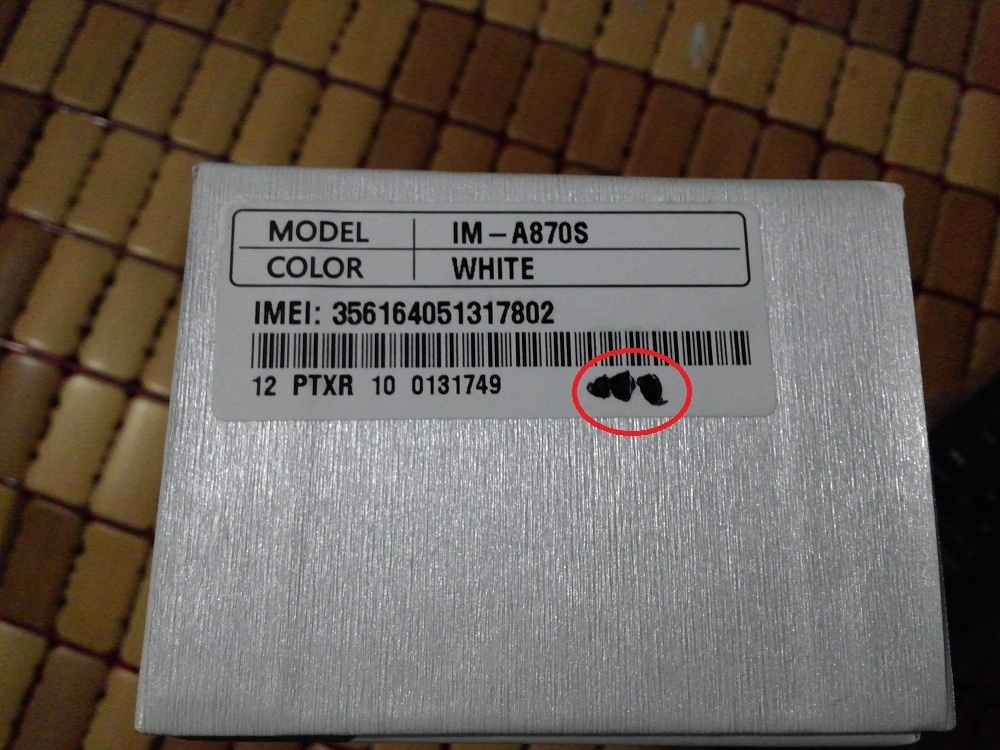 MODEL IM-A870S
COLOR WHITE
IMEI: 356164051317802
12 PTXR 10 0131749